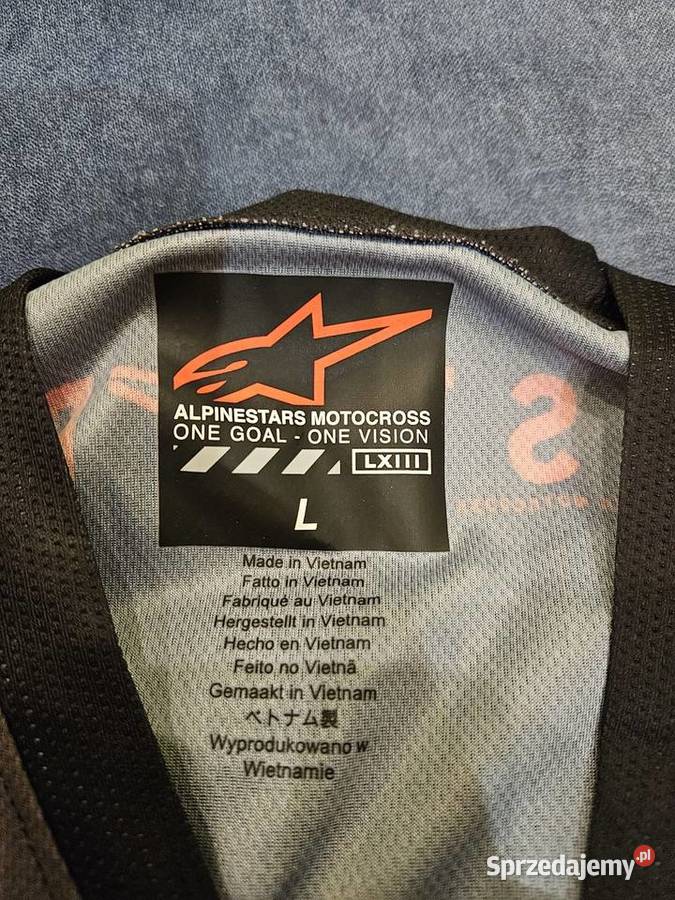 ALPINESTARS MOTOCROSS
ONE GOAL - ONE VISION
LXIII
L
S
Made in Vietnam
Fatto in Vietnam
Fabriqué au Vietnam
Hergestellt in Vietnam
Hecho en Vietnam
Feito no Vietnã
Gemaakt in Vietnam
ベトナム製
Wyprodukowano w
Wietnamie
Sprzedajemy.pl